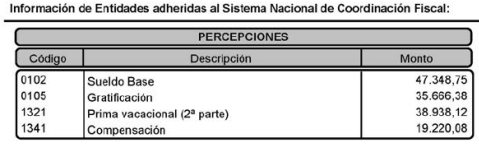 Información de Entidades adheridas al Sistema Nacional de Coordinación Fiscal:
PERCEPCIONES
Código Descripción Monto
0102 Sueldo Base 47.348,75
0105 Gratificación 35.666,38
1321 Prima vacacional (2ª parte) 38.938,12
1341 Compensación 19.220,08